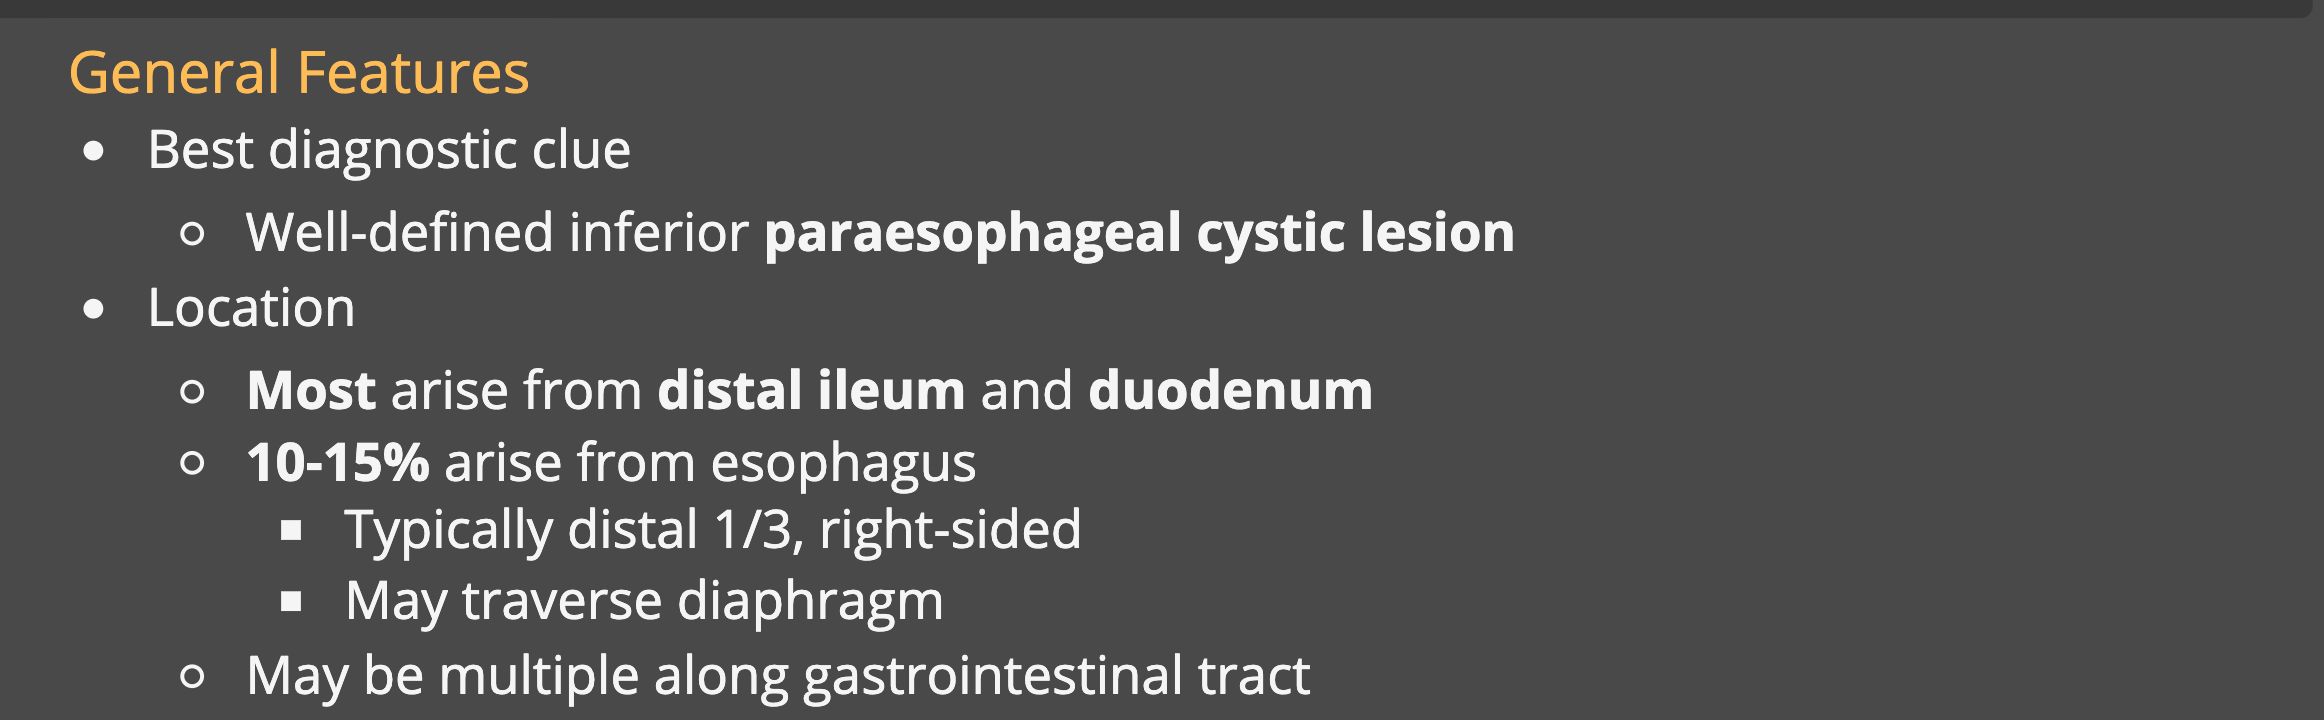 General Features
Best diagnostic clue
Well-defined inferior paraesophageal cystic lesion
Location
Most arise from distal ileum and duodenum
10-15% arise from esophagus
Typically distal 1/3, right-sided
May traverse diaphragm
May be multiple along gastrointestinal tract